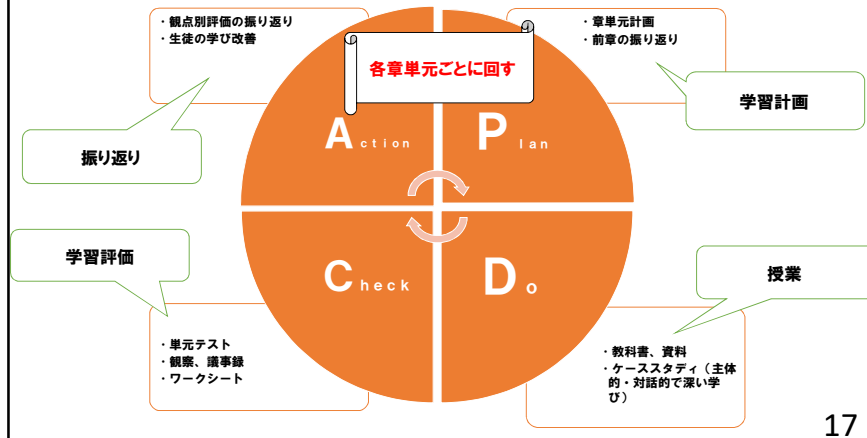 ・観点別評価の振り返り
・生徒の学び改善
・章単元計画
・前章の振り返り
各章単元ごとに回す
学習計画
振り返り
Action
Plan
学習評価
授業
Check
Do
・単元テスト
・観察、議事録
・ワークシート
・教科書、資料
・ケーススタディ（主体
的・対話的で深い学
び）
17